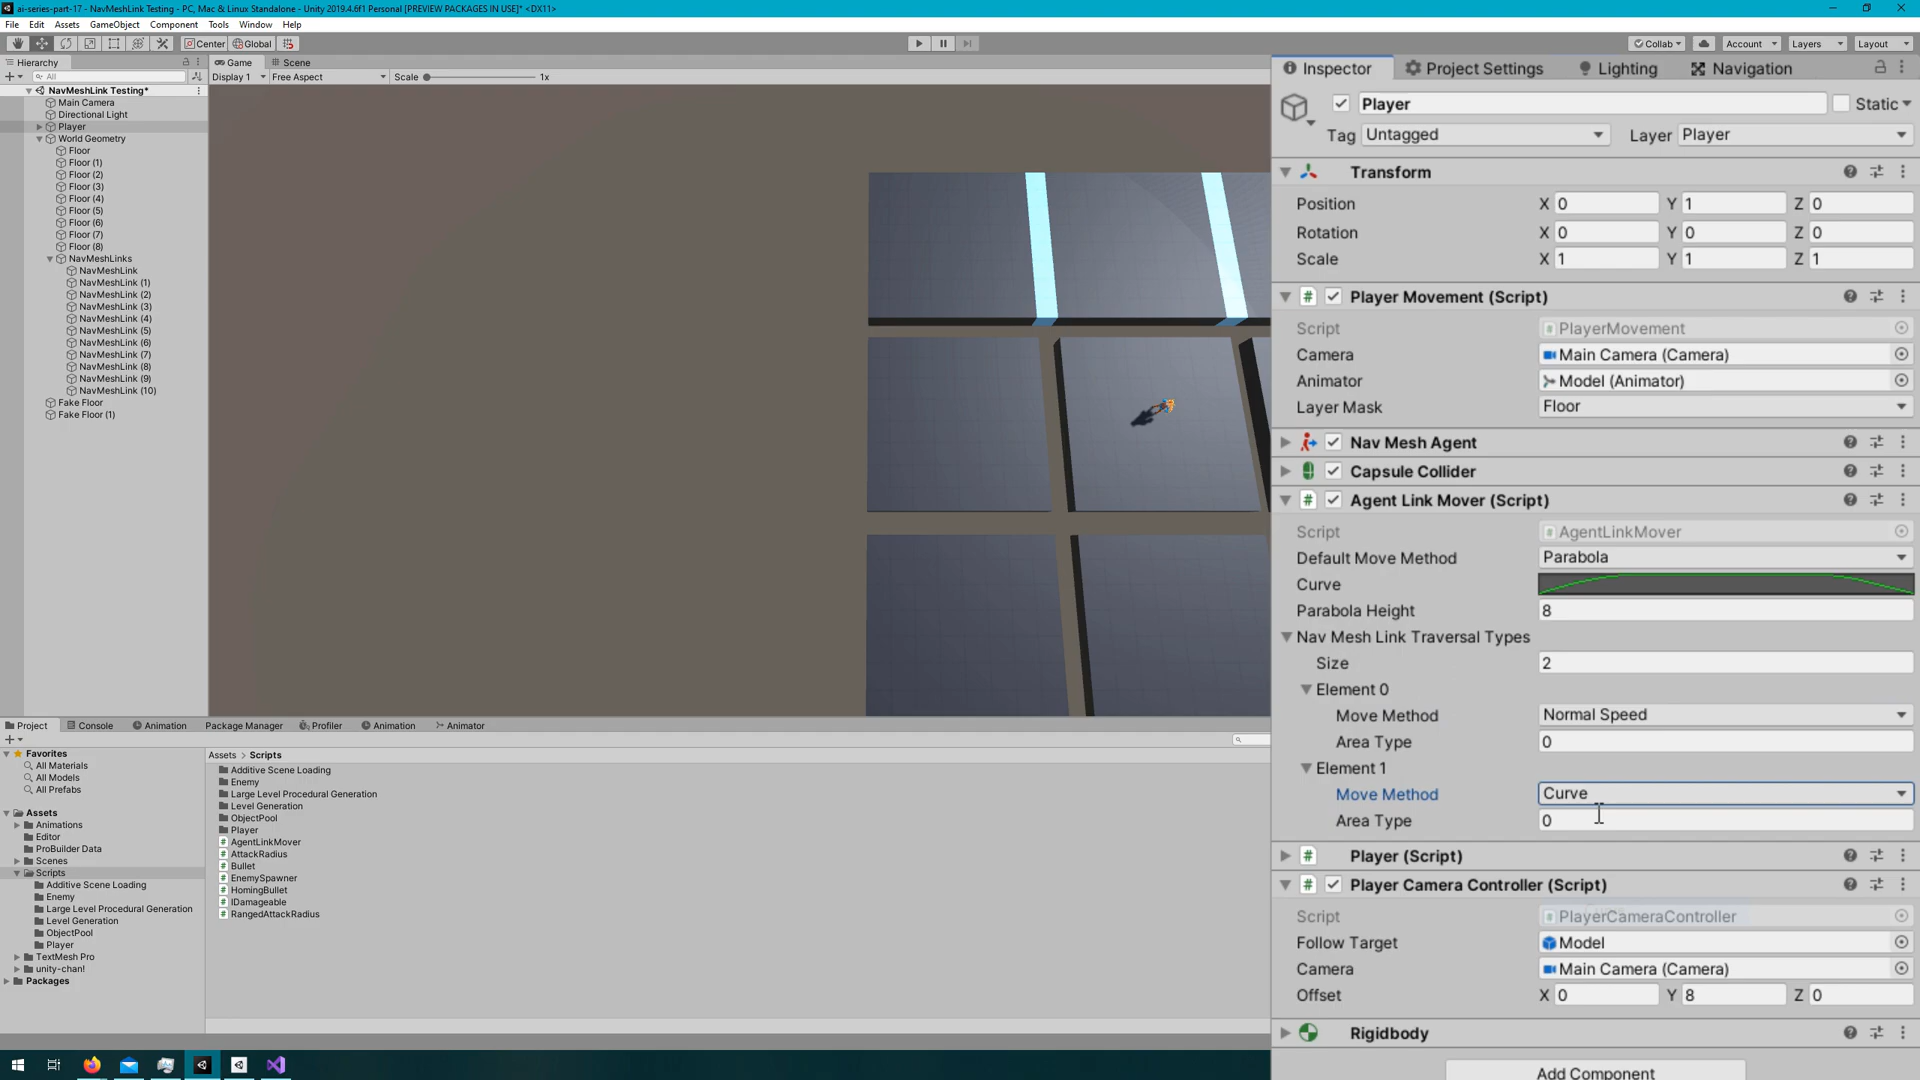 ai-series-part-17 - NavMeshLink Testing - PC, Mac & Linux Standalone - Unity 2019.4.6f1 Personal [PREVIEW PACKAGES IN USE]* <DX11>
File Edit Assets GameObject Component Tools Window Help
Center Global Collab Account Layers Layout
Hierarchy
All
NavMeshLink Testing*
Main Camera
Directional Light
Player
World Geometry
Floor
Floor (1)
Floor (2)
Floor (3)
Floor (4)
Floor (5)
Floor (6)
Floor (7)
Floor (8)
NavMeshLinks
NavMeshLink
NavMeshLink (1)
NavMeshLink (2)
NavMeshLink (3)
NavMeshLink (4)
NavMeshLink (5)
NavMeshLink (6)
NavMeshLink (7)
NavMeshLink (8)
NavMeshLink (9)
NavMeshLink (10)
Fake Floor
Fake Floor (1)
Game Scene
Display 1 Free Aspect Scale 1x
Inspector Project Settings Lighting Navigation
Player Static
Tag Untagged Layer Player
Transform
Position X 0 Y 1 Z 0
Rotation X 0 Y 0 Z 0
Scale X 1 Y 1 Z 1
# Player Movement (Script)
Script PlayerMovement
Camera Main Camera (Camera)
Animator Model (Animator)
Layer Mask Floor
Nav Mesh Agent
Capsule Collider
# Agent Link Mover (Script)
Script AgentLinkMover
Default Move Method Parabola
Curve
Parabola Height 8
Nav Mesh Link Traversal Types
Size 2
Element 0
Move Method Normal Speed
Area Type 0
Element 1
Move Method Curve
Area Type 0
# Player (Script)
# Player Camera Controller (Script)
Script PlayerCameraController
Follow Target Model
Camera Main Camera (Camera)
Offset X 0 Y 8 Z 0
Rigidbody
Add Component
Project Console Animation Package Manager Profiler Animation Animator
Favorites
All Materials
All Models
All Prefabs
Assets
Animations
Editor
ProBuilder Data
Scenes
Scripts
Additive Scene Loading
Enemy
Large Level Procedural Generation
Level Generation
ObjectPool
Player
TextMesh Pro
unity-chan!
Packages
Assets > Scripts
Additive Scene Loading
Enemy
Large Level Procedural Generation
Level Generation
ObjectPool
Player
AgentLinkMover
AttackRadius
Bullet
EnemySpawner
HomingBullet
IDamageable
RangedAttackRadius